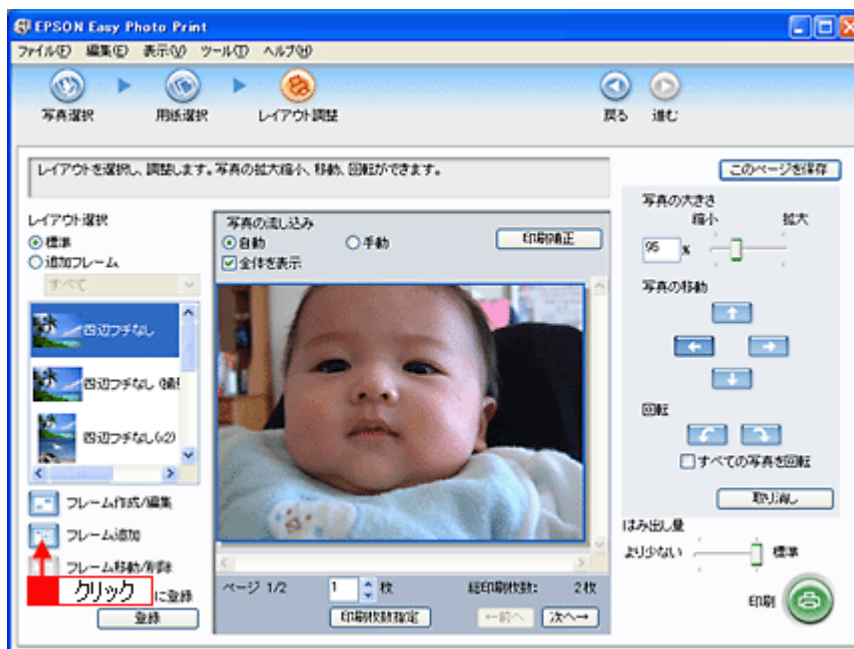 EPSON Easy Photo Print
ファイル(F) 編集(E) 表示(V) ツール(T) ヘルプ(H)
写真選択 用紙選択 レイアウト調整 戻る 進む
レイアウトを選択し、調整します。写真の拡大縮小、移動、回転ができます。
このページを保存
レイアウト選択
標準
追加フレーム
すべて
四辺フチなし
四辺フチなし
四辺フチなし(x2)
フレーム作成/編集
フレーム追加
フレーム移動/削除
クリック
に登録
登録
写真の流し込み
自動 手動
全体を表示
印刷補正
ページ 1/2 1 枚 総印刷枚数: 2枚
印刷枚数指定 ←前へ 次へ→
写真の大きさ
縮小 拡大
95 %
写真の移動
回転
すべての写真を回転
取り消し
はみ出し量
より少ない 標準
印刷